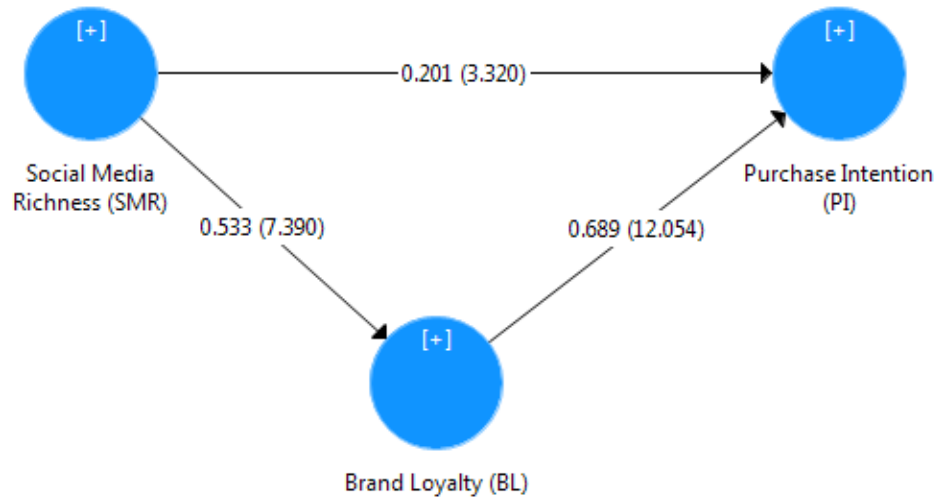 [+]
[+]
0.201 (3.320)
Social Media
Richness (SMR)
Purchase Intention
(PI)
0.533 (7.390)
0.689 (12.054)
[+]
Brand Loyalty (BL)